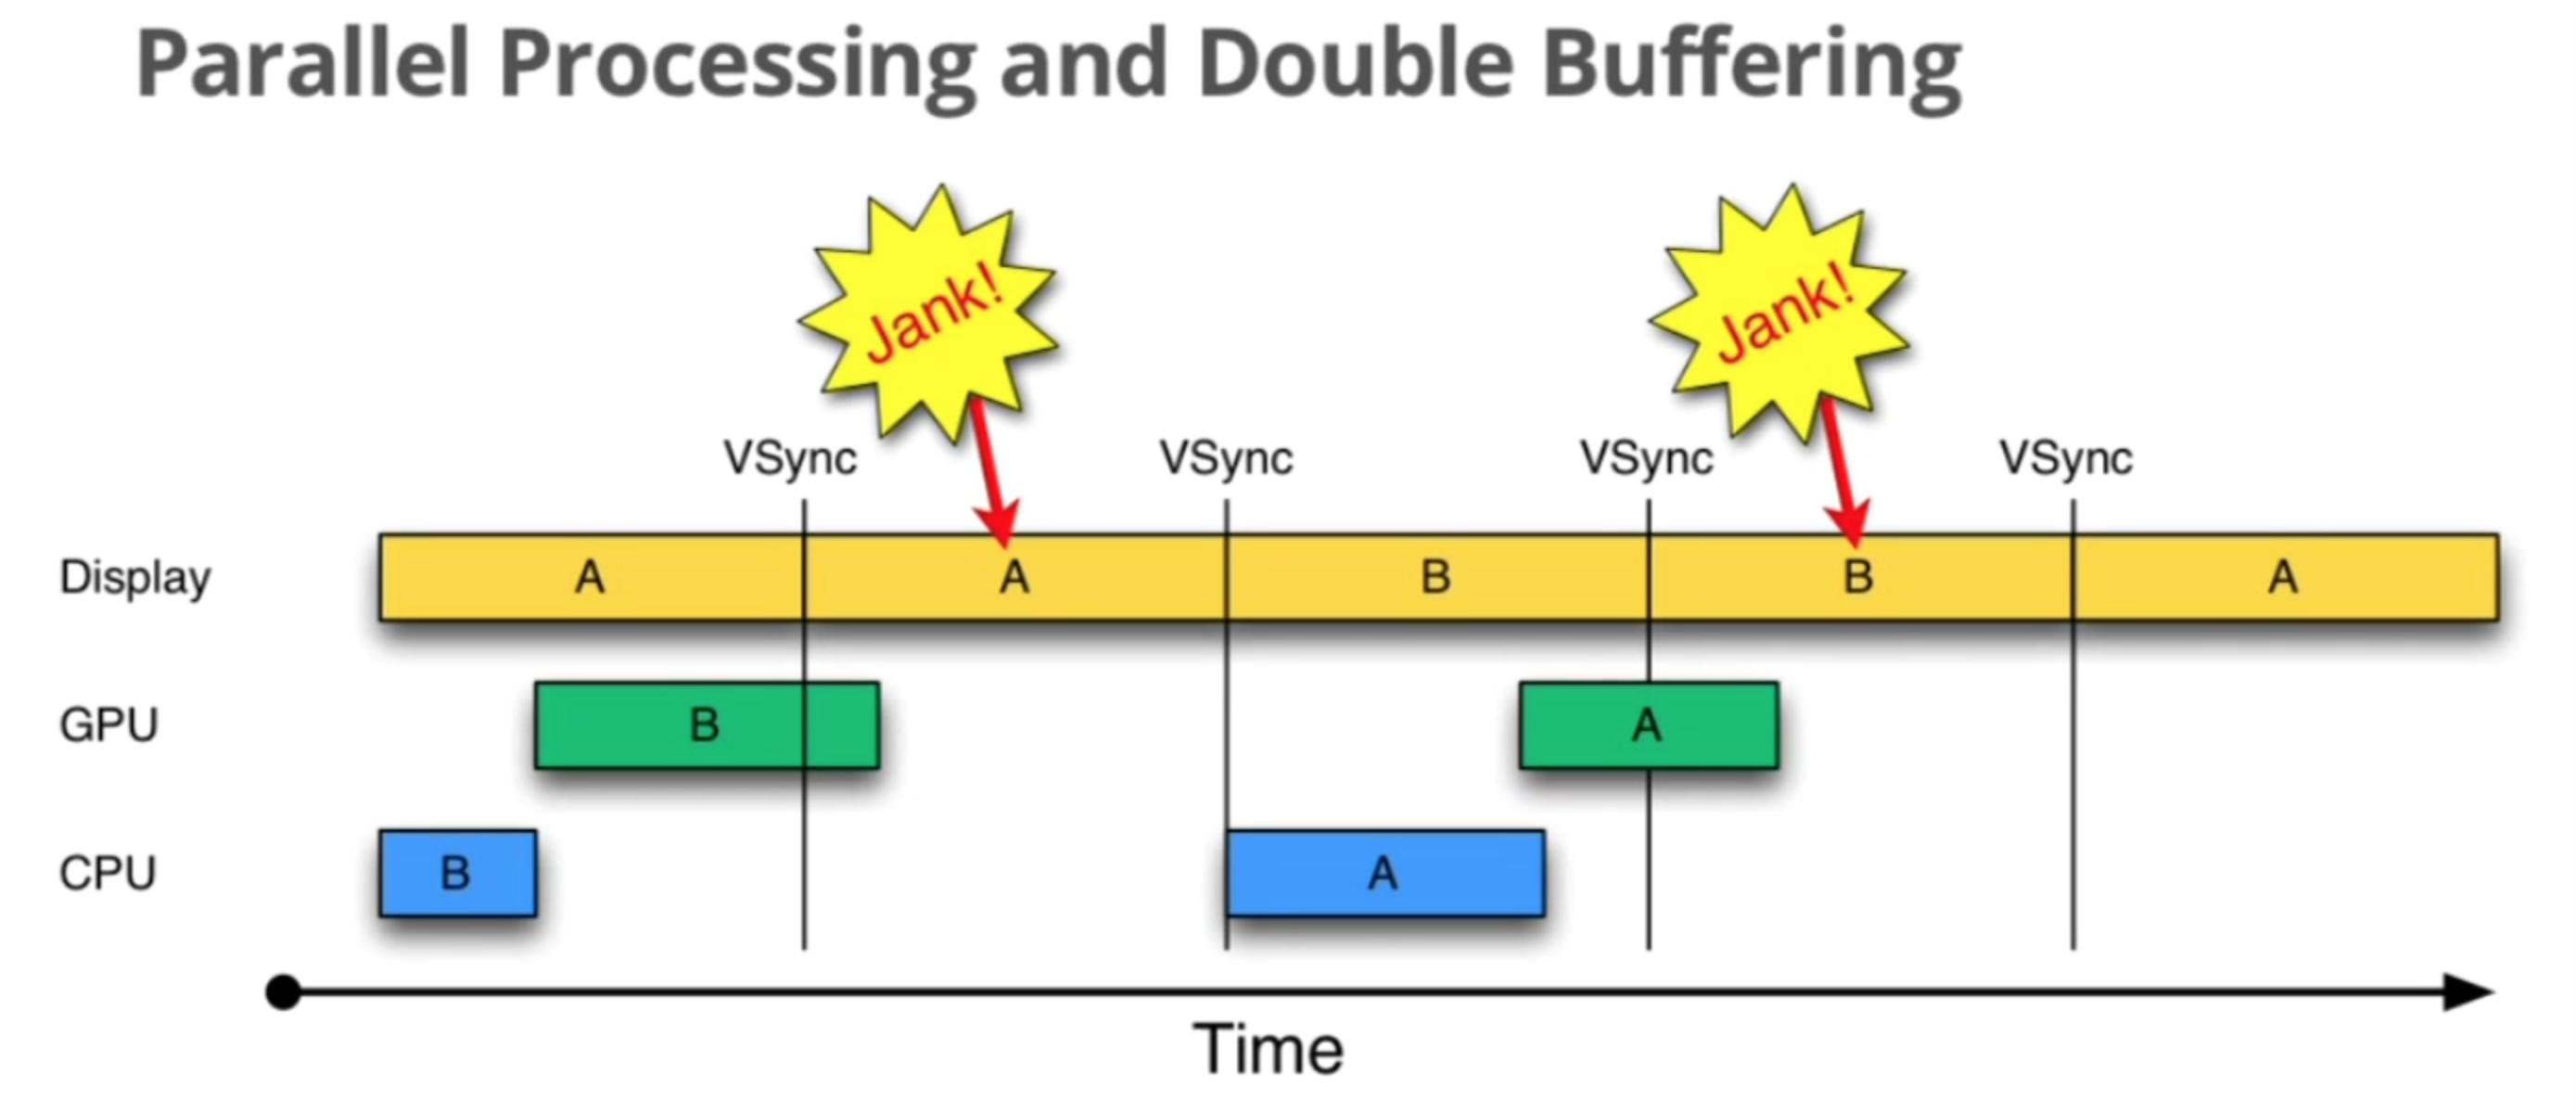 Parallel Processing and Double Buffering
Jank!
Jank!
VSync
VSync
VSync
VSync
Display
A
A
B
B
A
GPU
B
A
CPU
B
A
Time